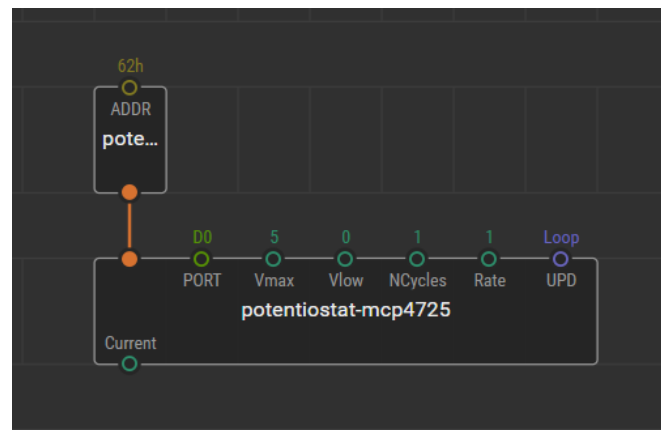 62h
ADDR
pote...
D0 5 0 1 1 Loop
PORT Vmax Vlow NCycles Rate UPD
potentiostat-mcp4725
Current